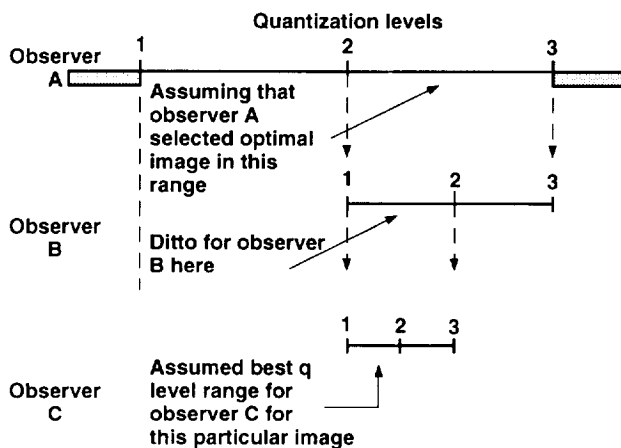 Quantization levels
Observer
A
1 2 3
Assuming that
observer A
selected optimal
image in this
range
1 2 3
Observer
B
Ditto for observer
B here
1 2 3
Observer
C
Assumed best q
level range for
observer C for
this particular image